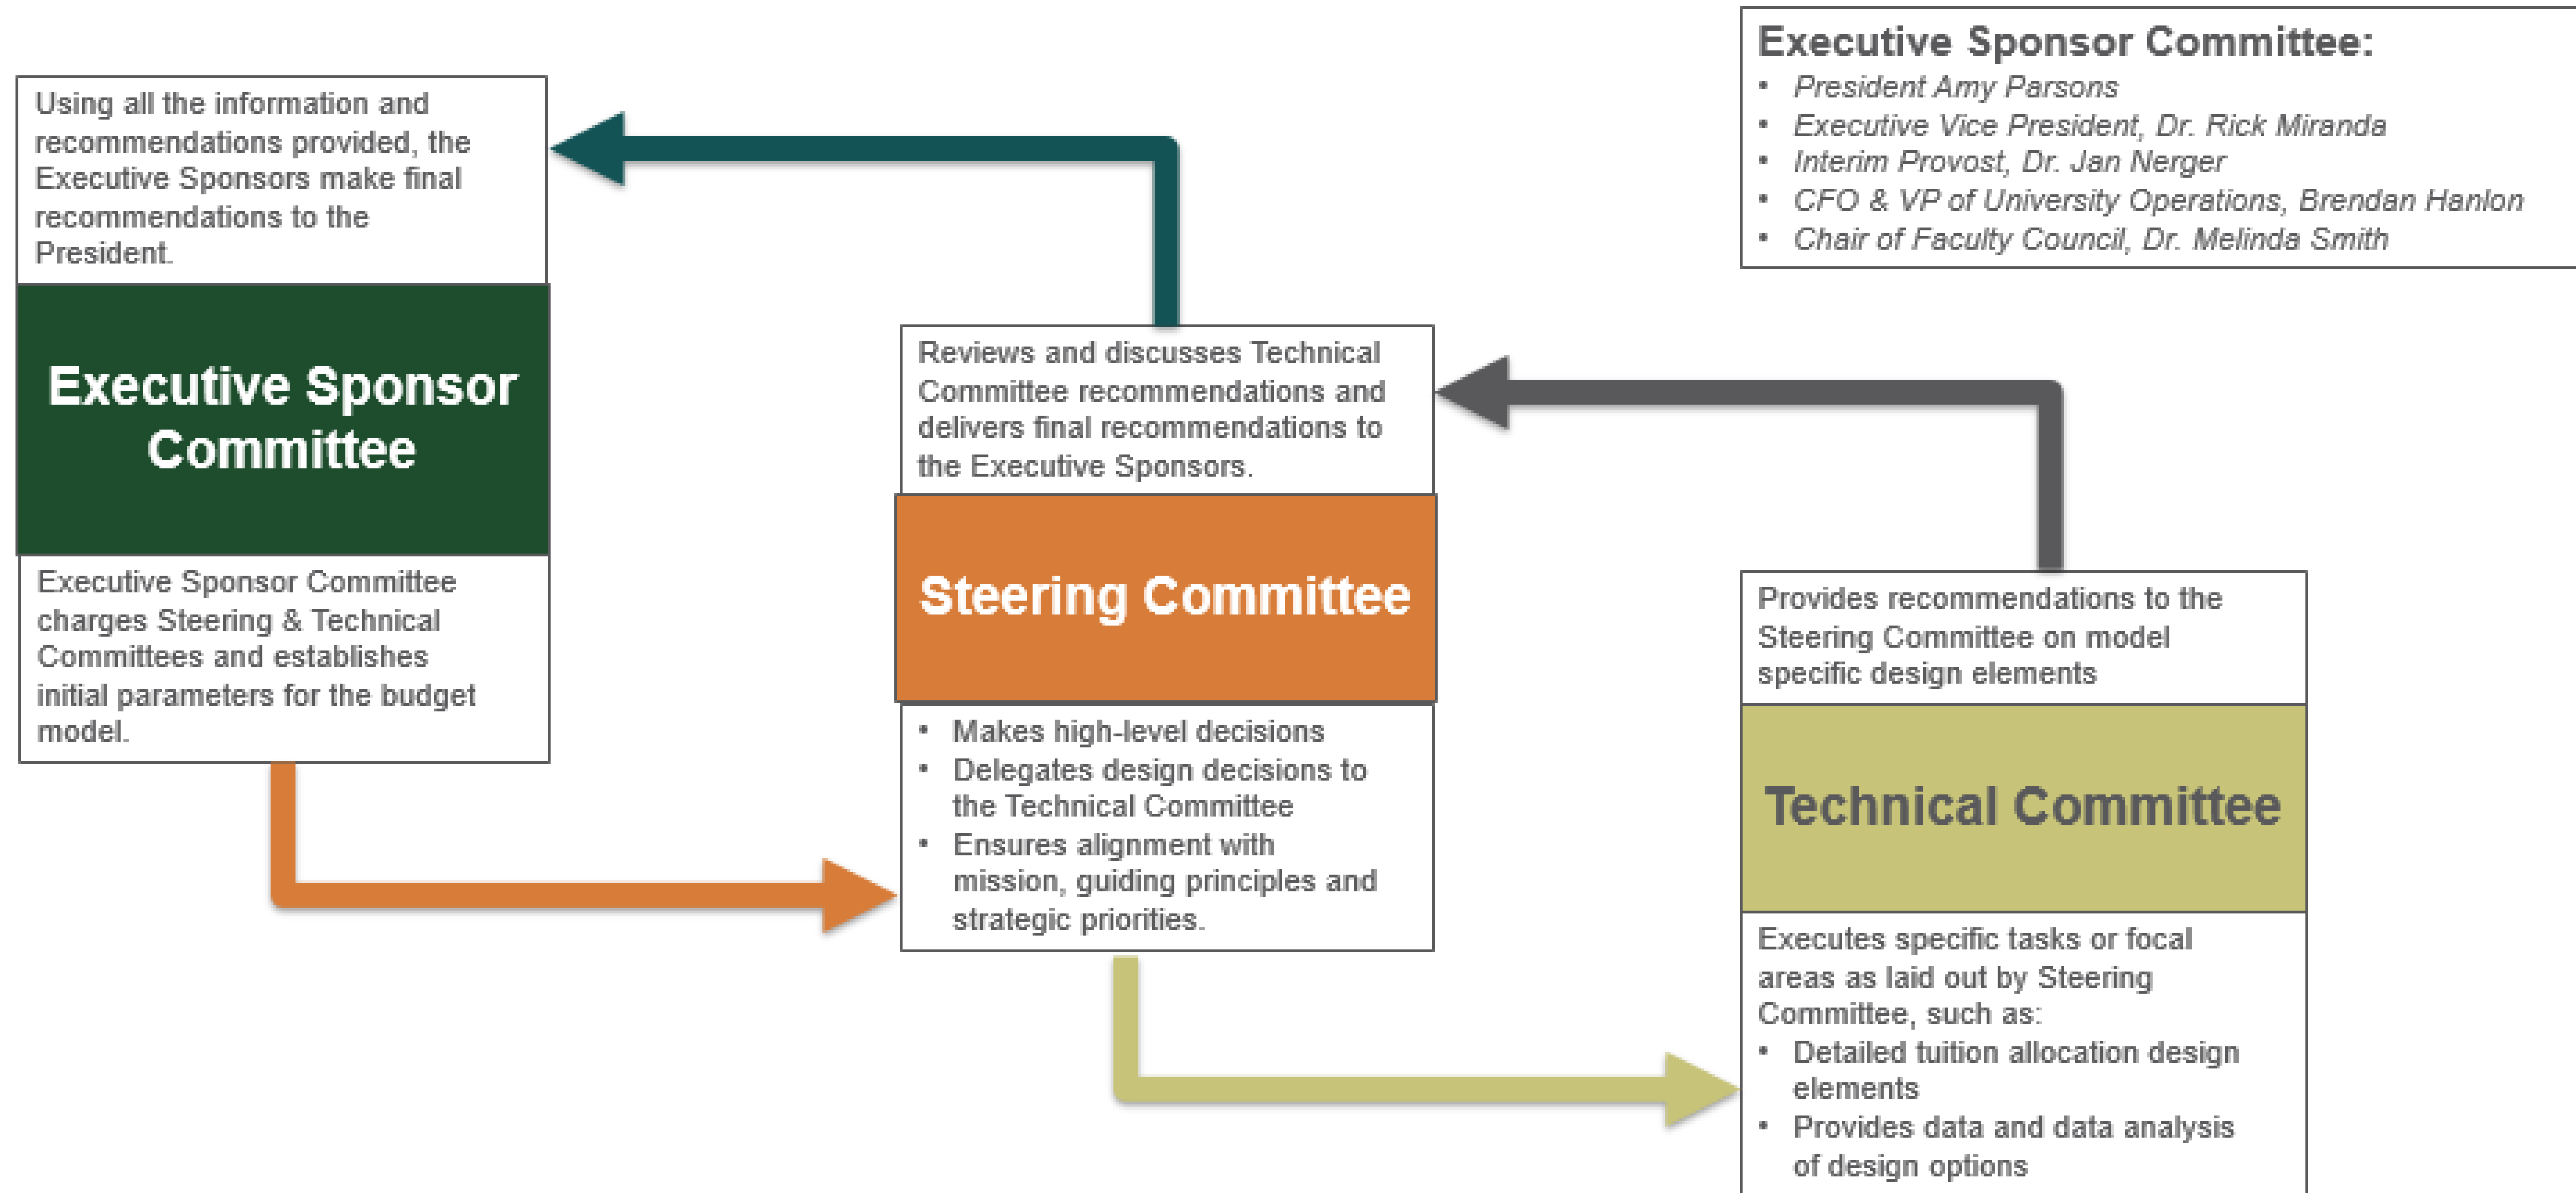 Executive Sponsor Committee:
• President Amy Parsons
• Executive Vice President, Dr. Rick Miranda
• Interim Provost, Dr. Jan Nerger
• CFO & VP of University Operations, Brendan Hanlon
• Chair of Faculty Council, Dr. Melinda Smith
Using all the information and
recommendations provided, the
Executive Sponsors make final
recommendations to the
President.
Executive Sponsor
Committee
Executive Sponsor Committee
charges Steering & Technical
Committees and establishes
initial parameters for the budget
model.
Reviews and discusses Technical
Committee recommendations and
delivers final recommendations to
the Executive Sponsors.
Steering Committee
• Makes high-level decisions
• Delegates design decisions to
the Technical Committee
• Ensures alignment with
mission, guiding principles and
strategic priorities.
Provides recommendations to the
Steering Committee on model
specific design elements
Technical Committee
Executes specific tasks or focal
areas as laid out by Steering
Committee, such as:
• Detailed tuition allocation design
elements
• Provides data and data analysis
of design options